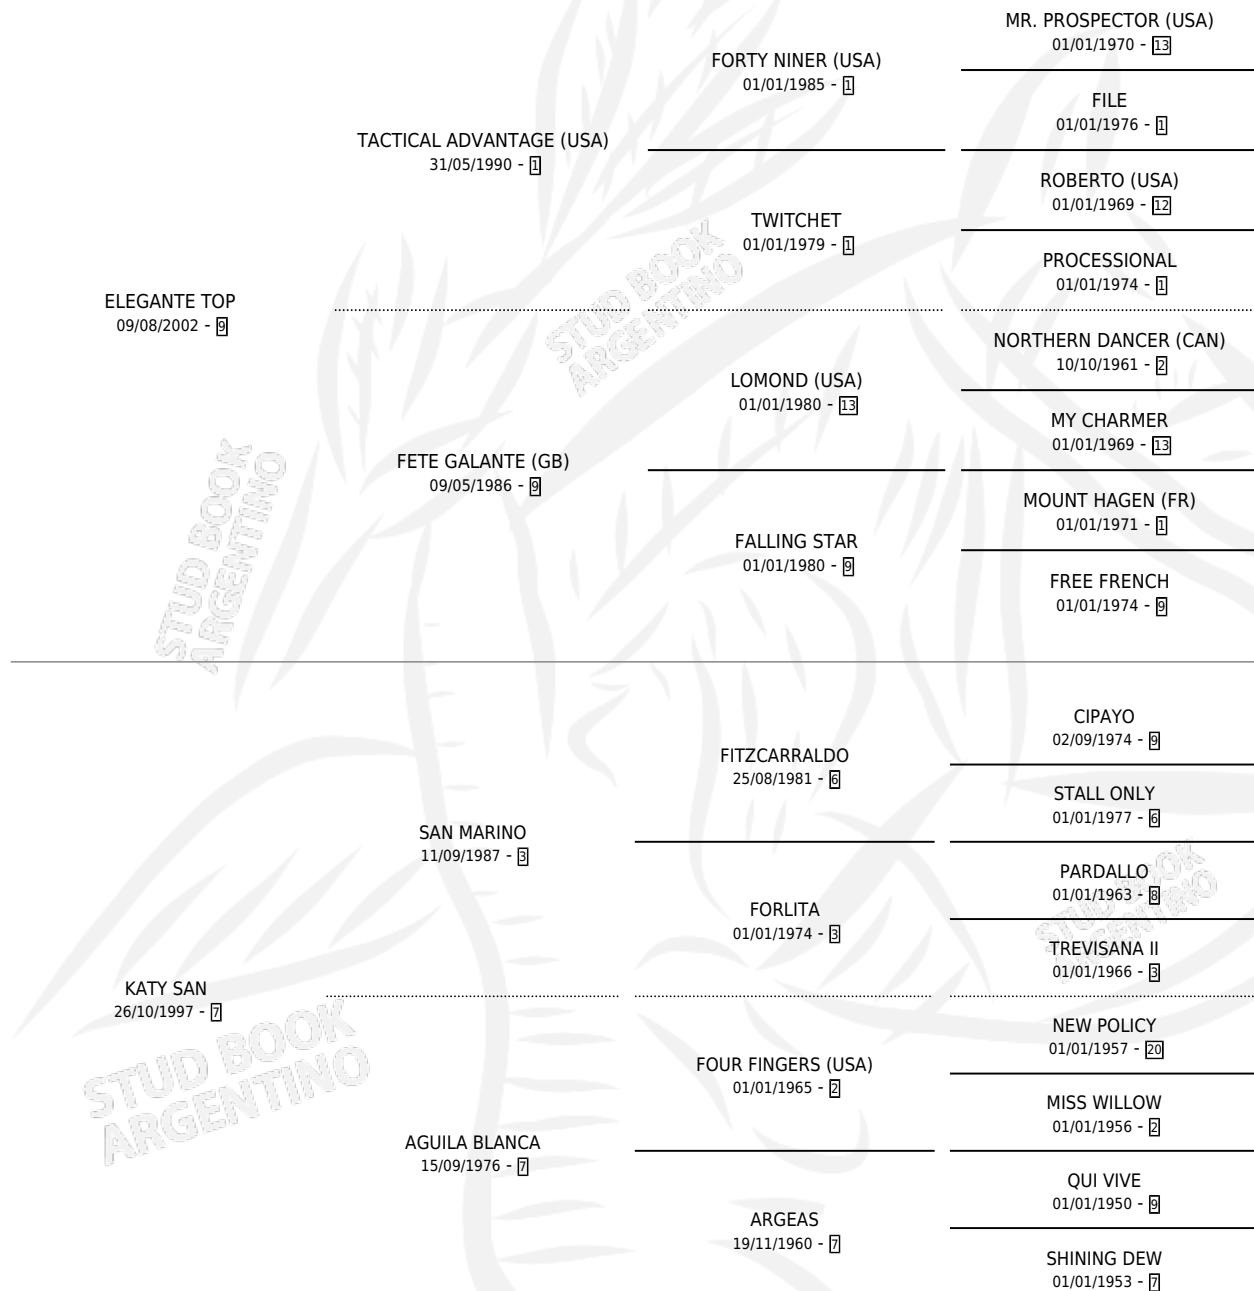 MR. PROSPECTOR (USA)
01/01/1970 - 13
FORTY NINER (USA)
01/01/1985 - 1
FILE
01/01/1976 - 1
TACTICAL ADVANTAGE (USA)
31/05/1990 - 1
ROBERTO (USA)
01/01/1969 - 12
TWITCHET
01/01/1979 - 1
PROCESSIONAL
01/01/1974 - 1
ELEGANTE TOP
09/08/2002 - 9
NORTHERN DANCER (CAN)
10/10/1961 - 2
LOMOND (USA)
01/01/1980 - 13
MY CHARMER
01/01/1969 - 13
FETE GALANTE (GB)
09/05/1986 - 9
MOUNT HAGEN (FR)
01/01/1971 - 1
FALLING STAR
01/01/1980 - 9
FREE FRENCH
01/01/1974 - 9
CIPAYO
02/09/1974 - 9
FITZCARRALDO
25/08/1981 - 6
STALL ONLY
01/01/1977 - 6
SAN MARINO
11/09/1987 - 3
PARDALLO
01/01/1963 - 8
FORLITA
01/01/1974 - 3
TREVISANA II
01/01/1966 - 3
KATY SAN
26/10/1997 - 7
NEW POLICY
01/01/1957 - 20
FOUR FINGERS (USA)
01/01/1965 - 2
MISS WILLOW
01/01/1956 - 2
AGUILA BLANCA
15/09/1976 - 7
QUI VIVE
01/01/1950 - 9
ARGEAS
19/11/1960 - 7
SHINING DEW
01/01/1953 - 7
STUD BOOK
ARGENTINO
STUD BOOK
ARGENTINO
STUD BOOK
ARGENTINO
STUD BOOK
ARGENTINO